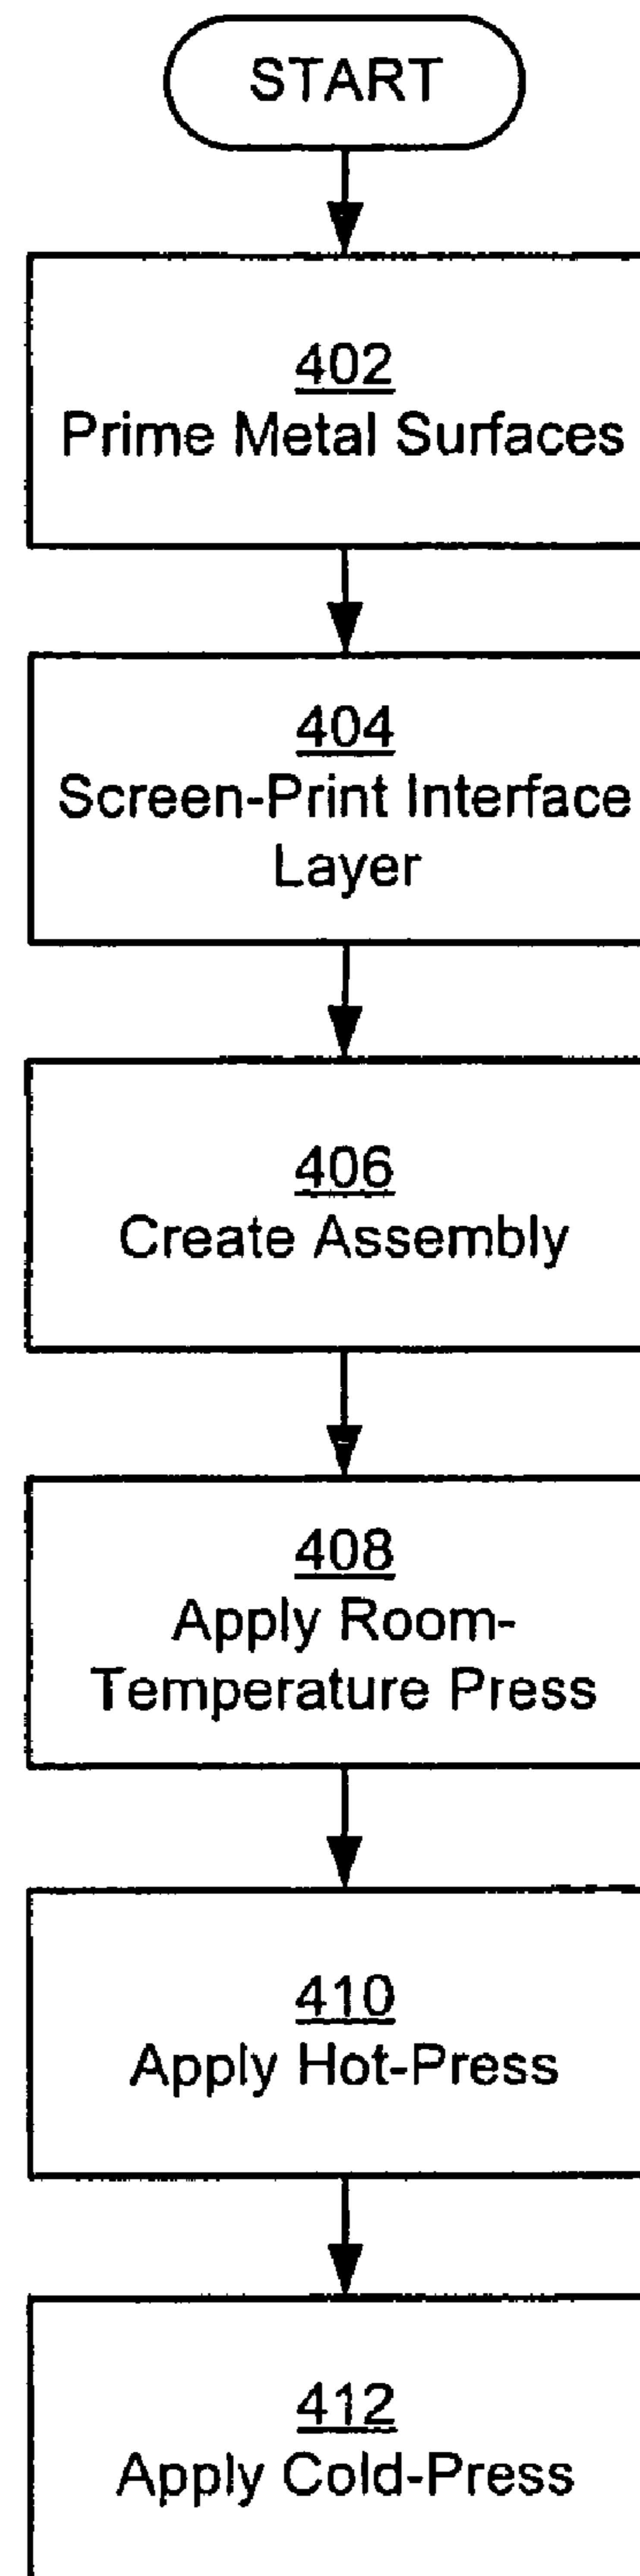 START
402
Prime Metal Surfaces
404
Screen-Print Interface
Layer
406
Create Assembly
408
Apply Room-
Temperature Press
410
Apply Hot-Press
412
Apply Cold-Press